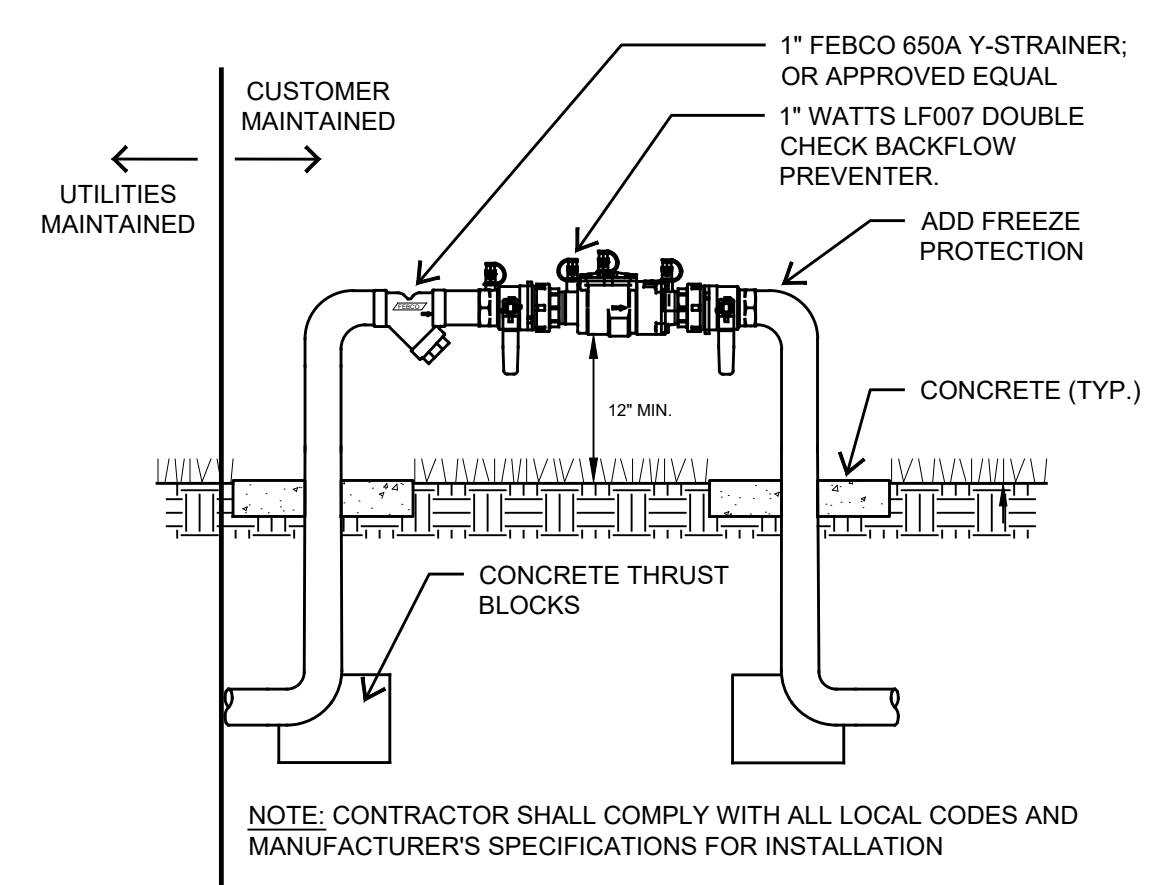 1" FEBCO 650A Y-STRAINER;
OR APPROVED EQUAL
CUSTOMER
MAINTAINED
1" WATTS LF007 DOUBLE
CHECK BACKFLOW
PREVENTER.
UTILITIES
MAINTAINED
ADD FREEZE
PROTECTION
FEBCO
CONCRETE (TYP.)
12" MIN.
CONCRETE THRUST
BLOCKS
NOTE: CONTRACTOR SHALL COMPLY WITH ALL LOCAL CODES AND
MANUFACTURER'S SPECIFICATIONS FOR INSTALLATION